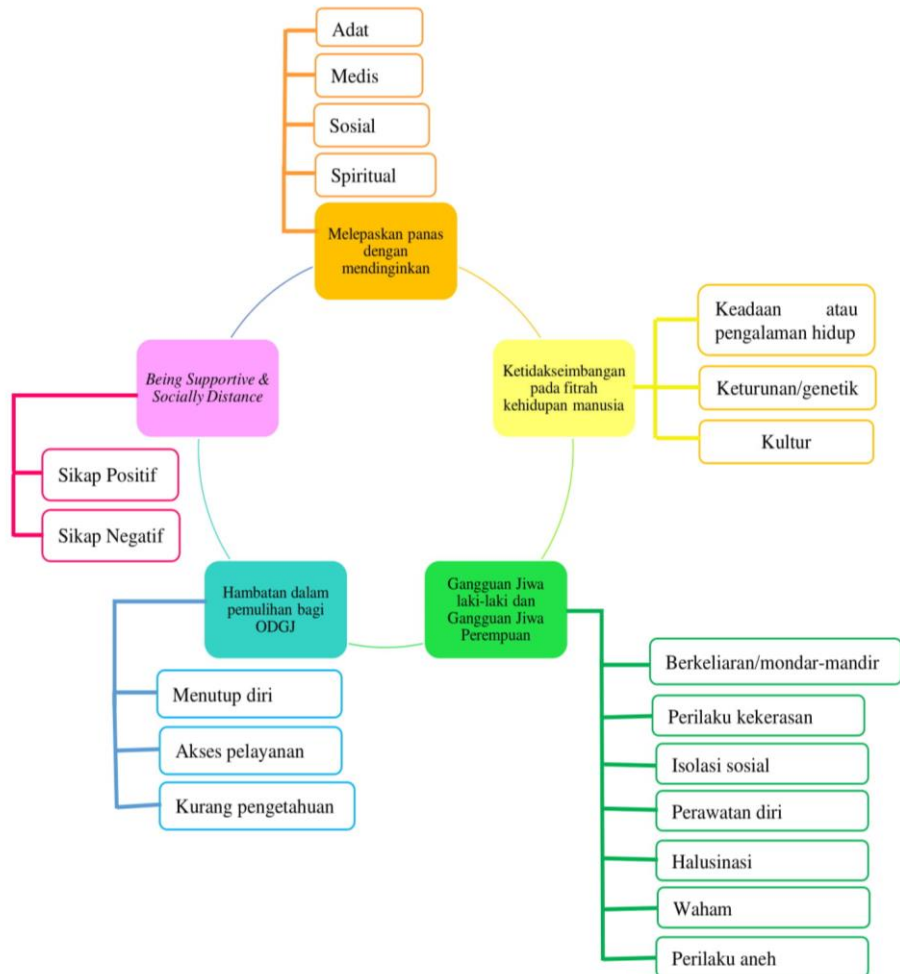 Adat
Medis
Sosial
Spiritual
Melepaskan panas
dengan
mendinginkan
Ketidakseimbangan
pada fitrah
kehidupan manusia
Keadaan atau
pengalaman hidup
Keturunan/genetik
Kultur
Gangguan Jiwa
laki-laki dan
Gangguan Jiwa
Perempuan
Berkeliaran/mondar-mandir
Perilaku kekerasan
Isolasi sosial
Perawatan diri
Halusinasi
Waham
Perilaku aneh
Hambatan dalam
pemulihan bagi
ODGJ
Menutup diri
Akses pelayanan
Kurang pengetahuan
Being Supportive &
Socially Distance
Sikap Positif
Sikap Negatif